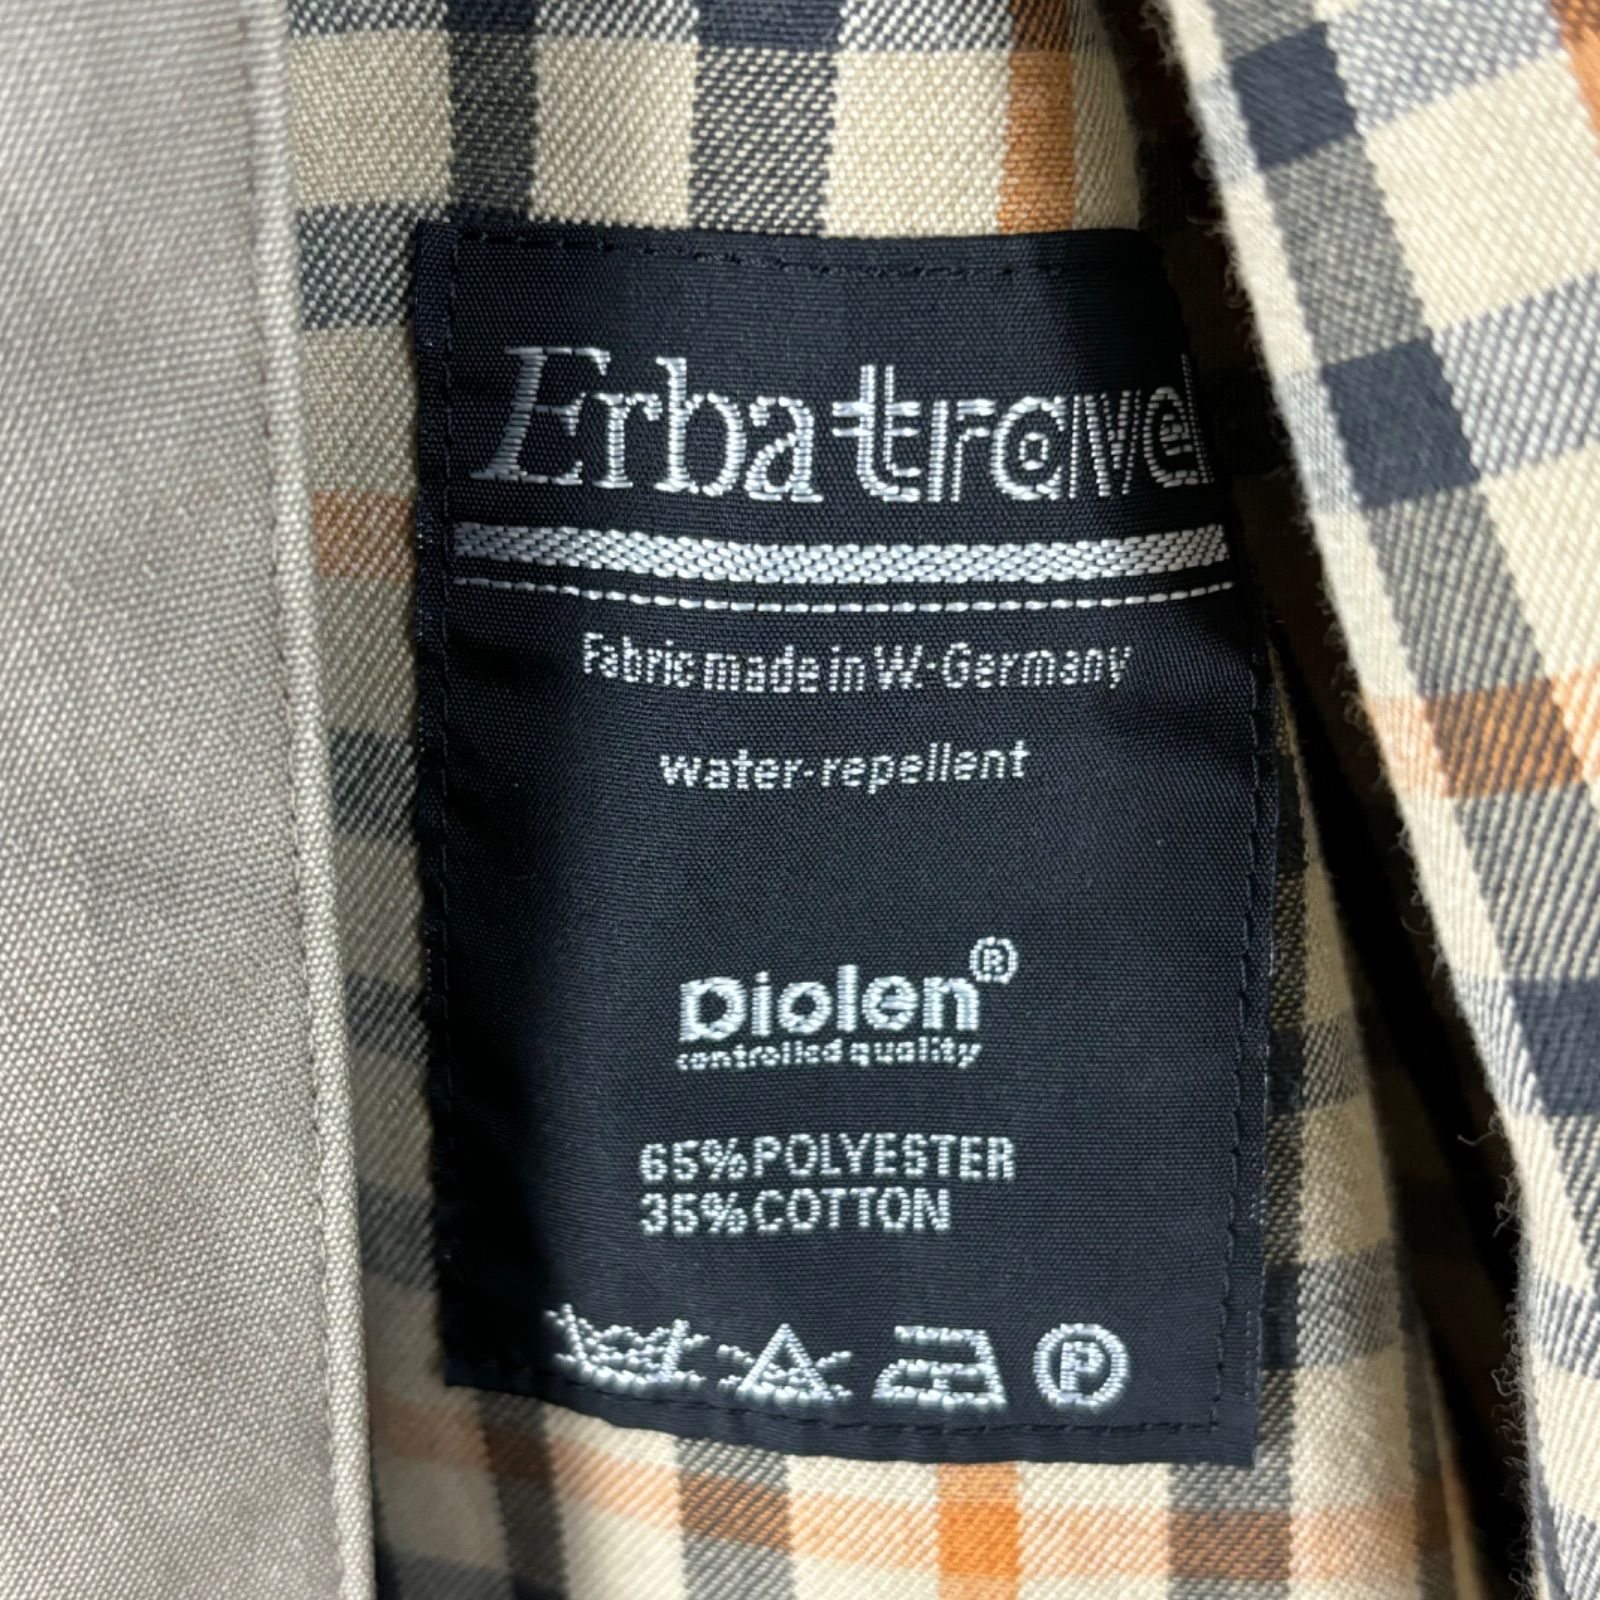 Erba travel
Fabric made in W.-Germany
water-repellent
Diolen®
controlled quality
65% POLYESTER
35% COTTON
P